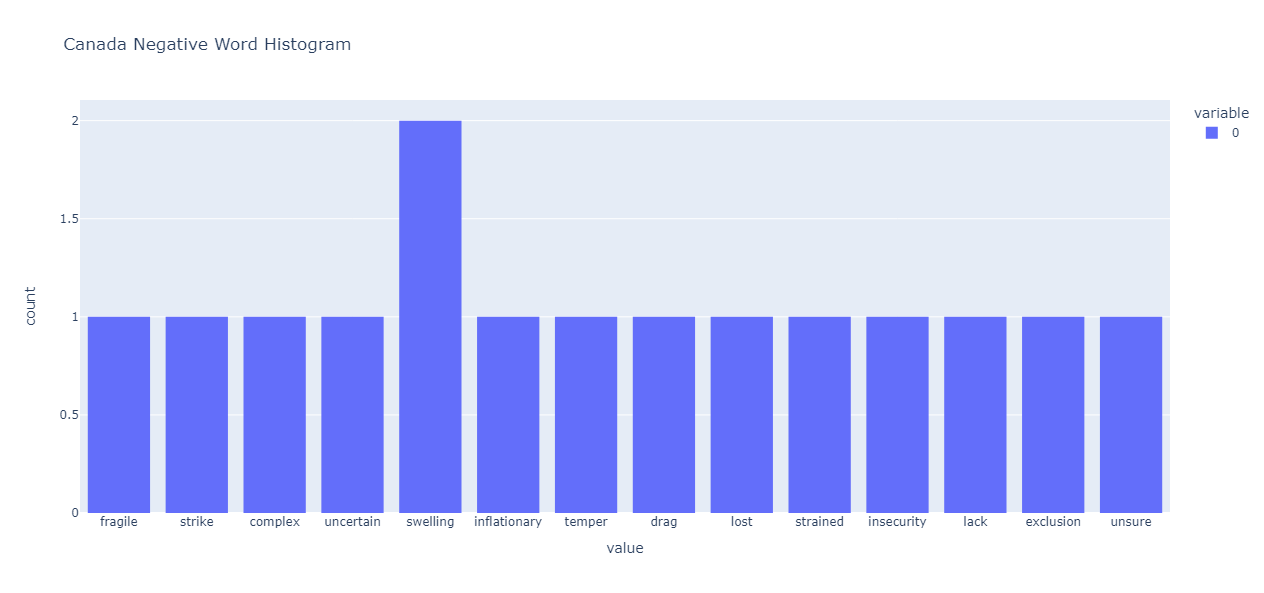 Canada Negative Word Histogram
variable
0
2
1.5
1
0.5
0
count
fragile strike complex uncertain swelling inflationary temper drag lost strained insecurity lack exclusion unsure
value